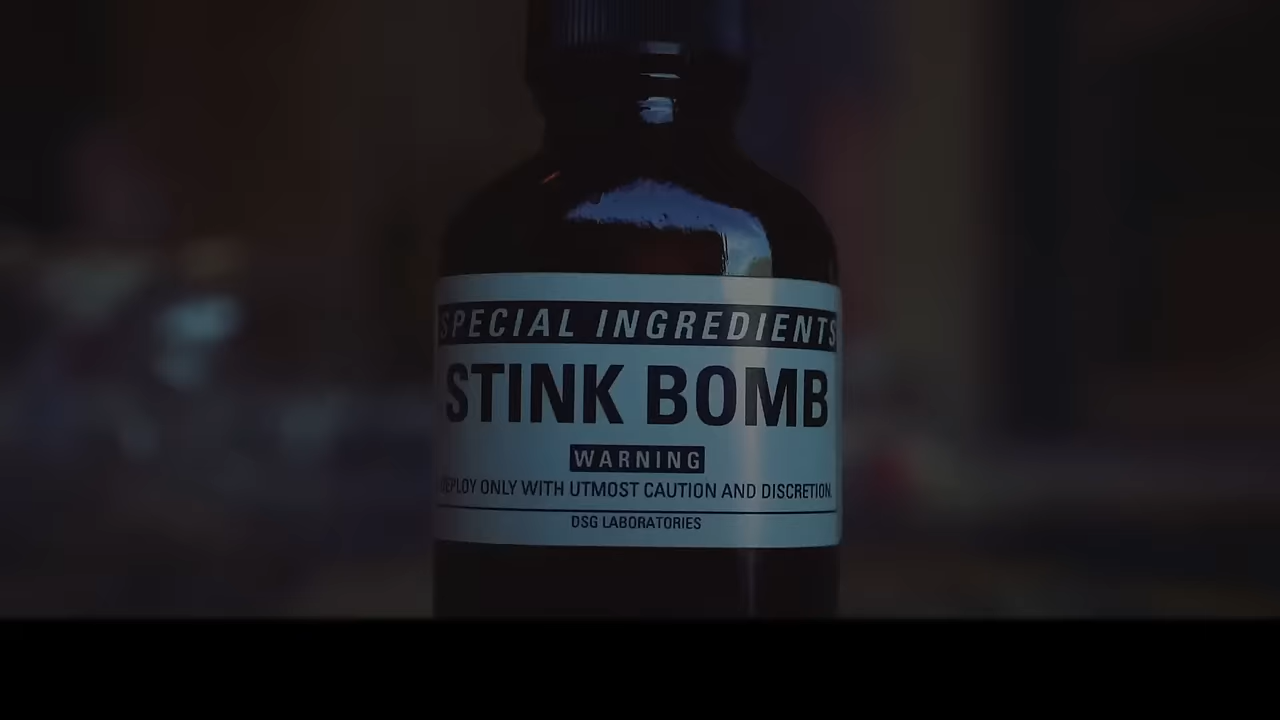 SPECIAL INGREDIENTS
STINK BOMB
WARNING
DEPLOY ONLY WITH UTMOST CAUTION AND DISCRETION.
DSG LABORATORIES